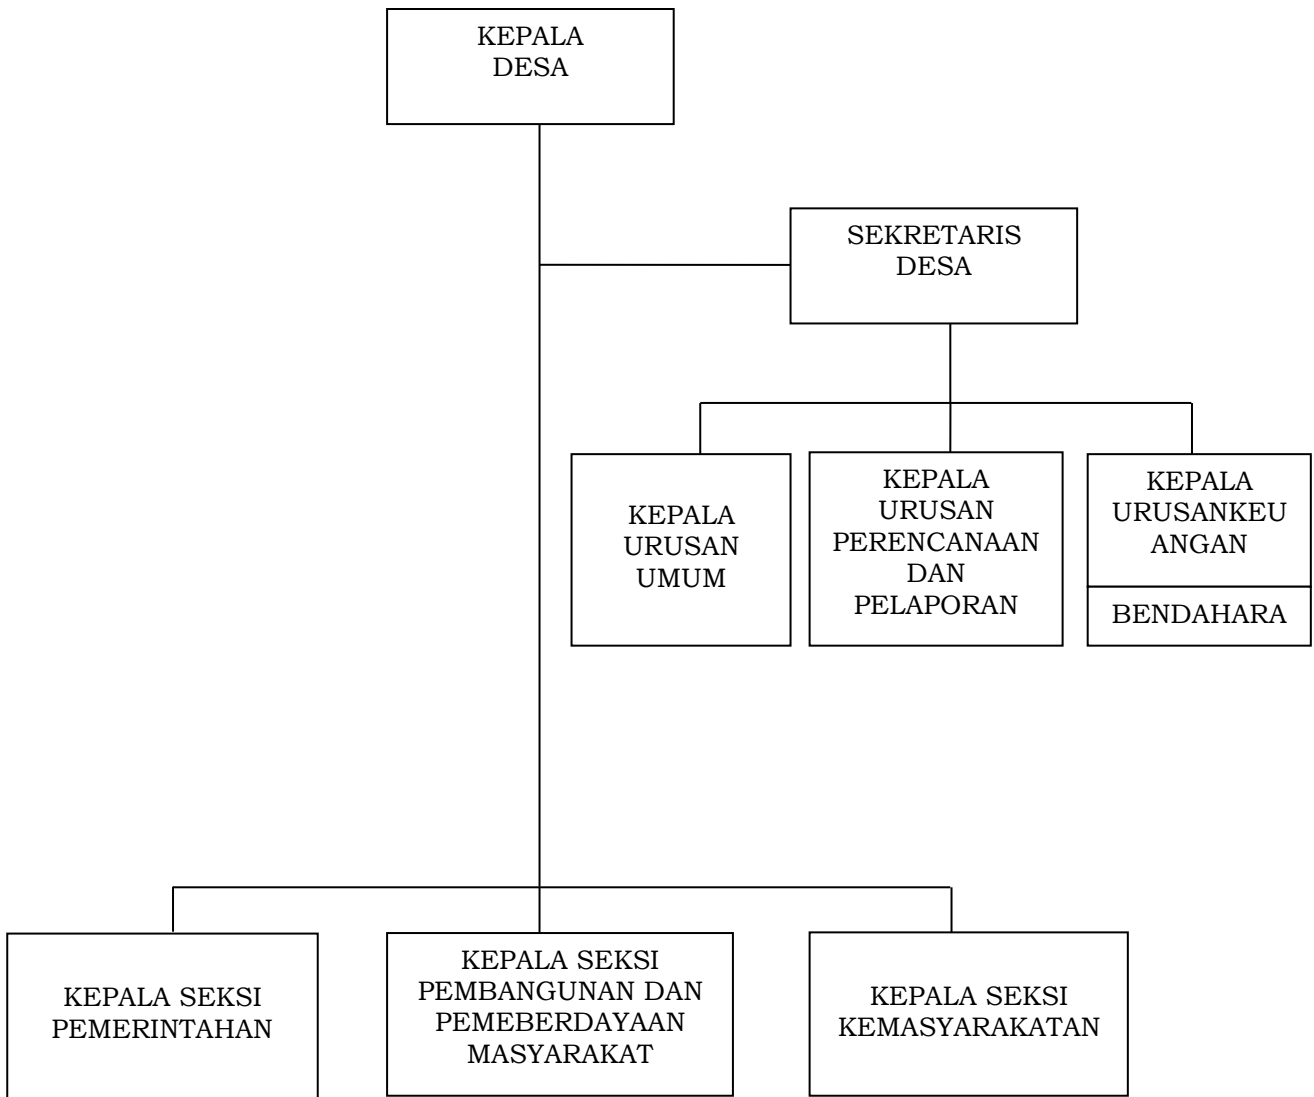 KEPALA
DESA
SEKRETARIS
DESA
KEPALA
URUSAN
UMUM
KEPALA
URUSAN
PERENCANAAN
DAN
PELAPORAN
KEPALA
URUSANKEU
ANGAN
BENDAHARA
KEPALA SEKSI
PEMERINTAHAN
KEPALA SEKSI
PEMBANGUNAN DAN
PEMEBERDAYAAN
MASYARAKAT
KEPALA SEKSI
KEMASYARAKATAN